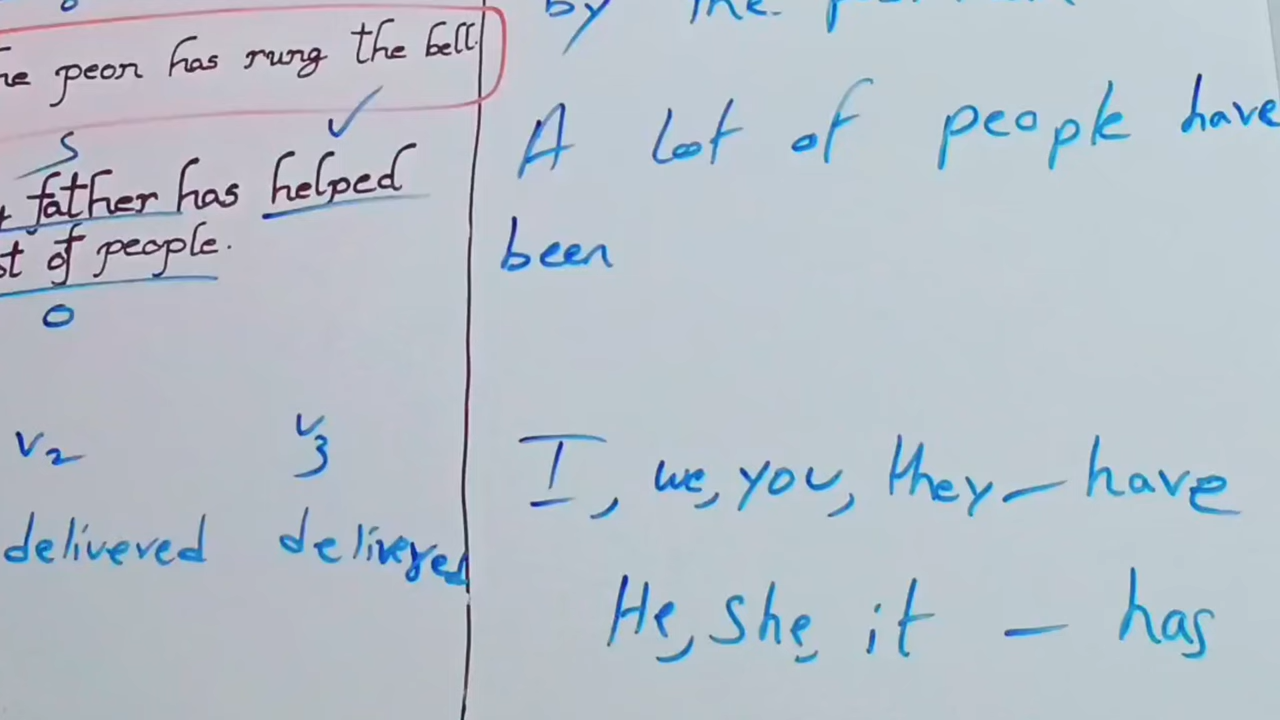 peon has rung the bell.
S
father has helped
of people.
O
V2 V3
delivered delivered
by the
A lot of people have
been
I, we, you, they – have
He, she, it – has